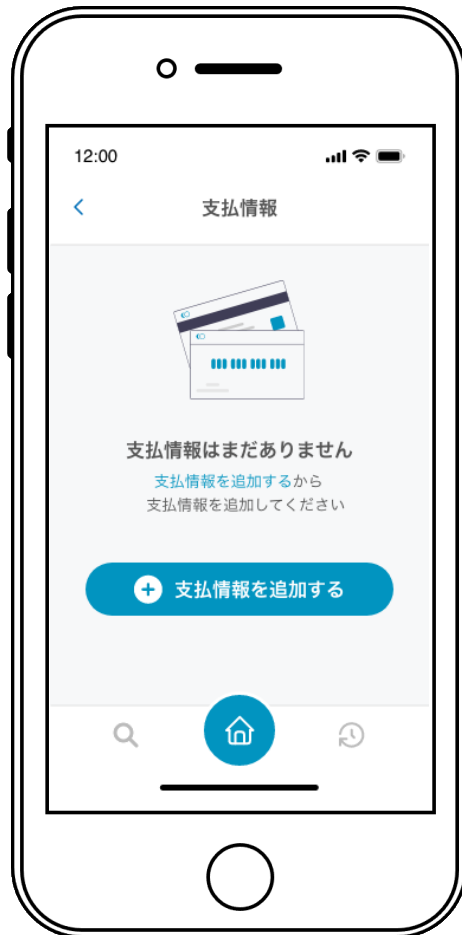 12:00
支払情報
支払情報はまだありません
支払情報を追加するから
支払情報を追加してください
支払情報を追加する